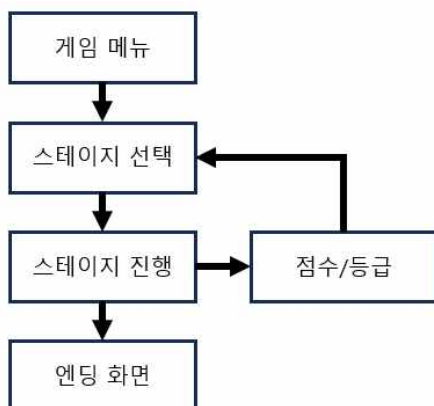 게임 메뉴
스테이지 선택
스테이지 진행
점수/등급
엔딩 화면